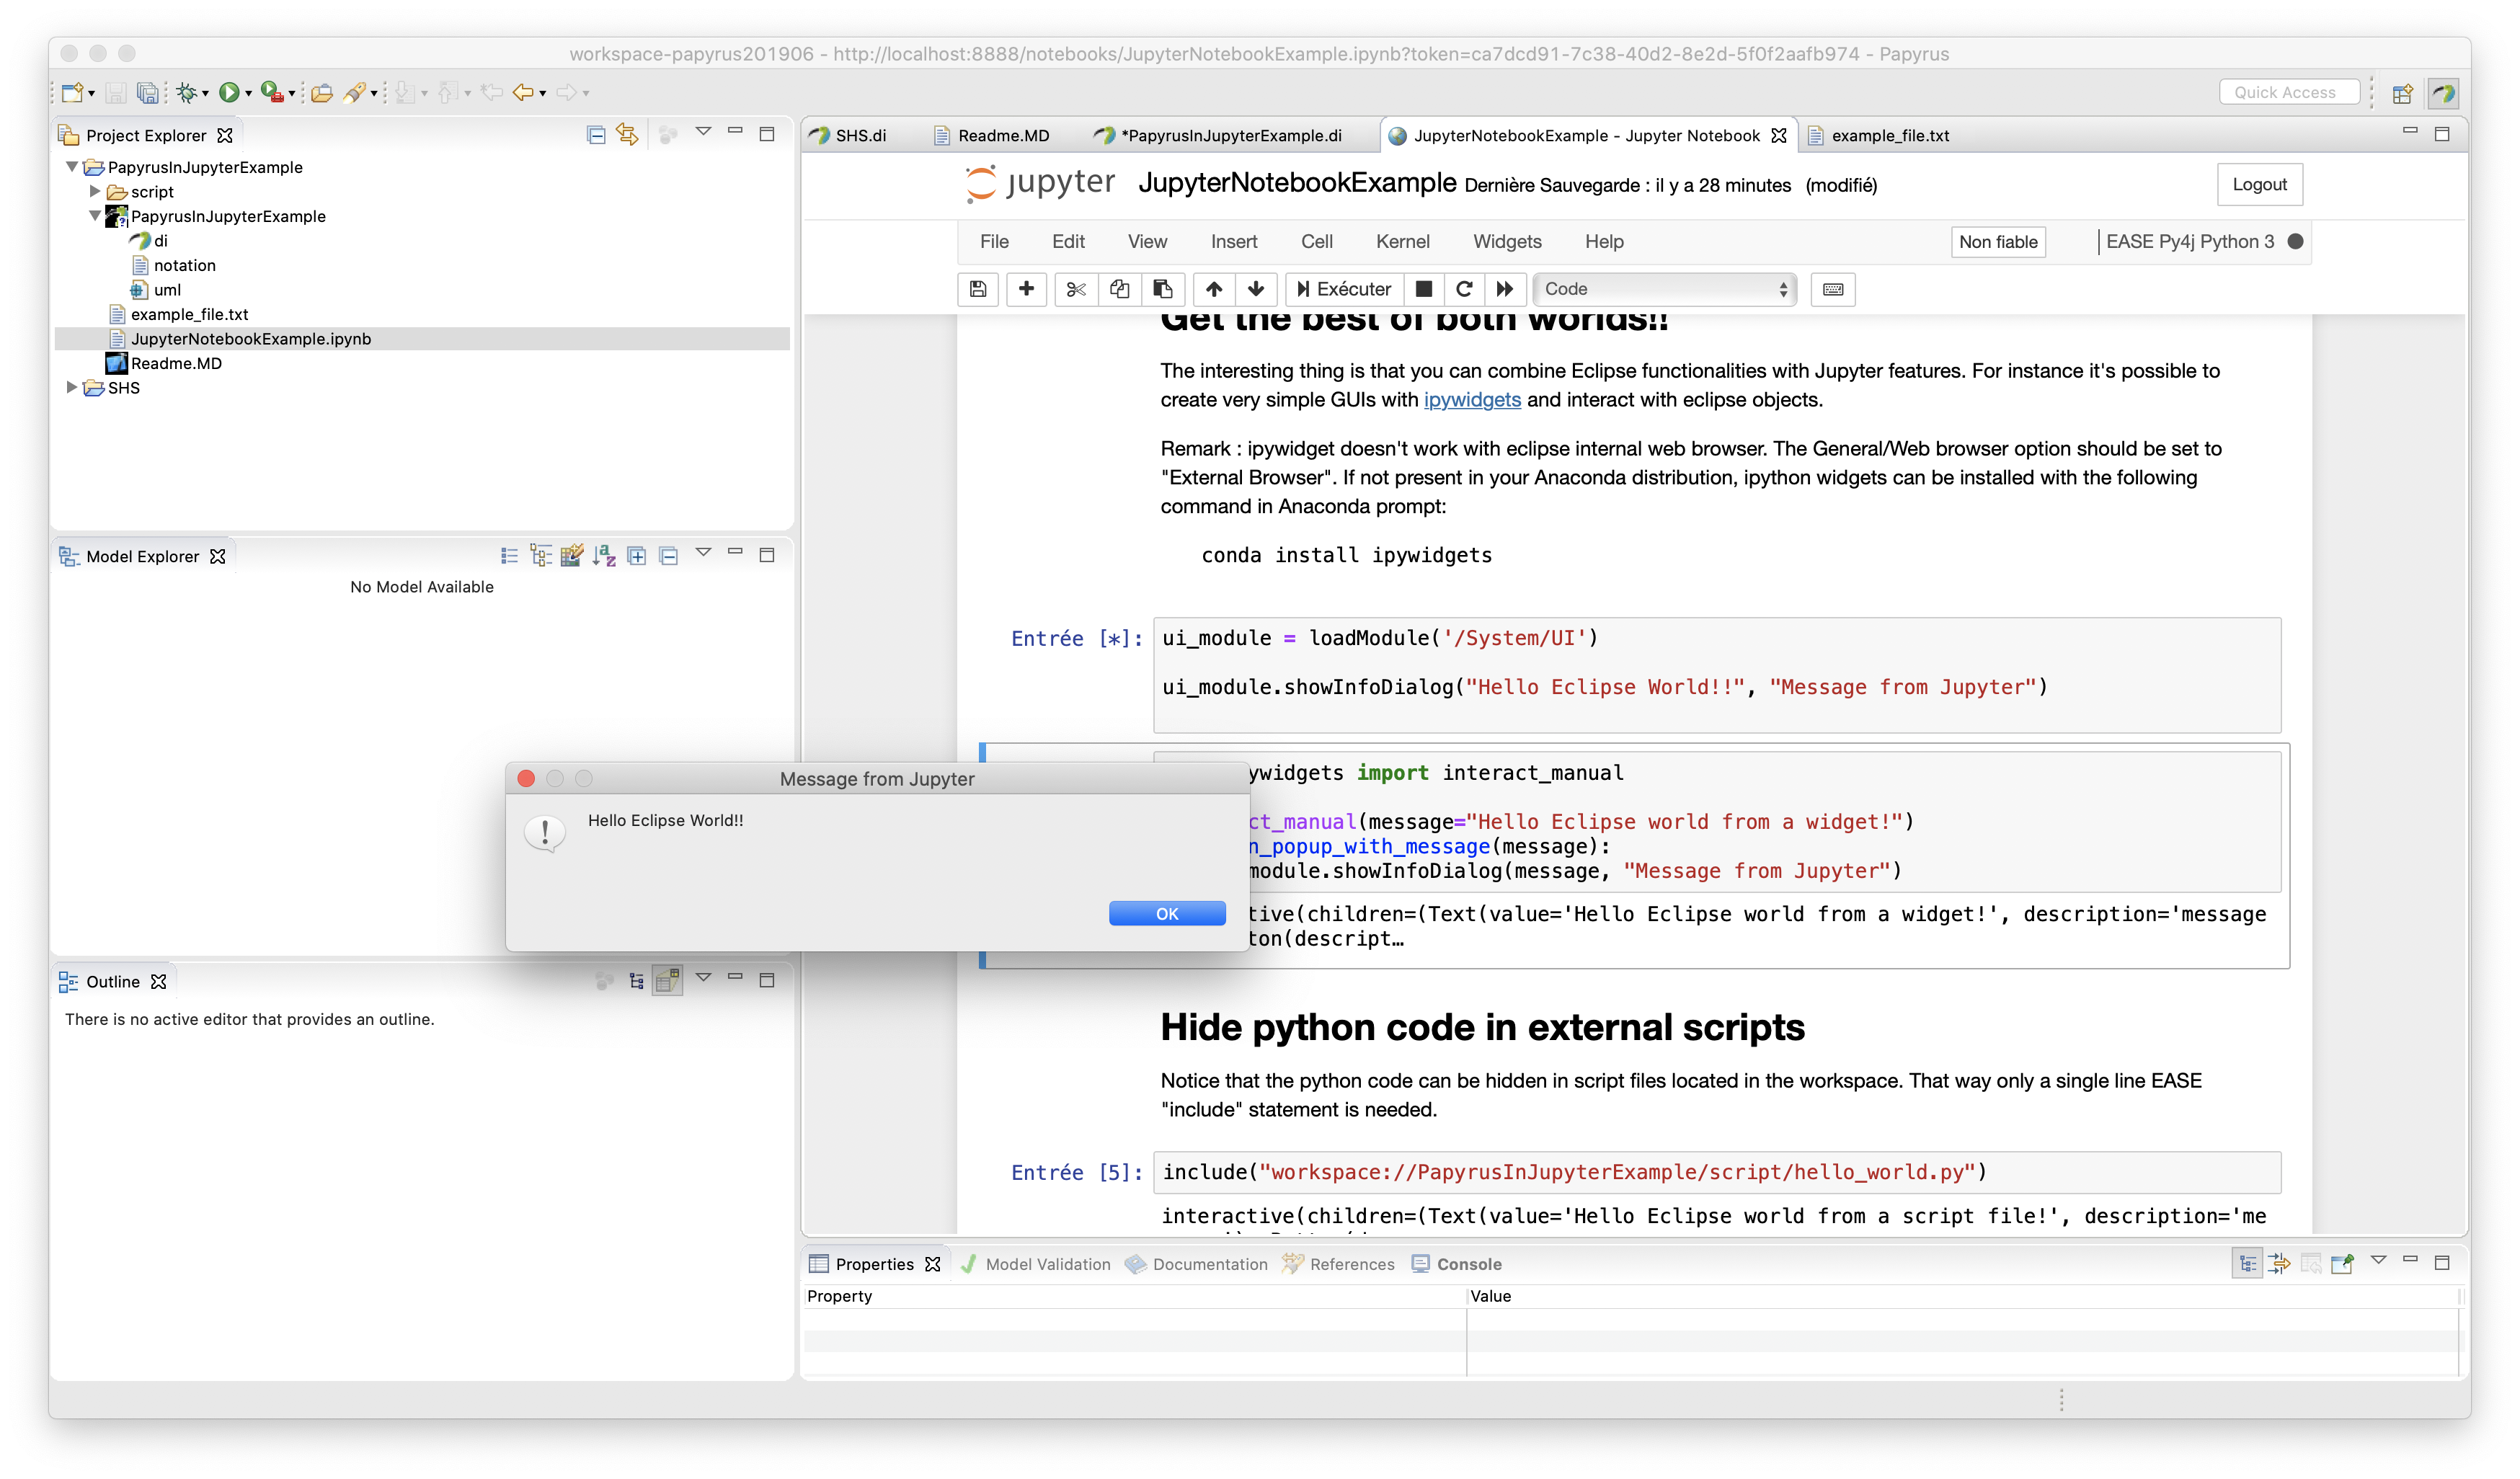 workspace-papyrus201906 - http://localhost:8888/notebooks/JupyterNotebookExample.ipynb?token=ca7dcd91-7c38-40d2-8e2d-5f0f2aafb974 - Papyrus
Quick Access
Project Explorer
PapyrusInJupyterExample
script
PapyrusInJupyterExample
di
notation
uml
example_file.txt
JupyterNotebookExample.ipynb
Readme.MD
SHS
Model Explorer
No Model Available
Outline
There is no active editor that provides an outline.
SHS.di
Readme.MD
*PapyrusInJupyterExample.di
JupyterNotebookExample - Jupyter Notebook
example_file.txt
jupyter JupyterNotebookExample Dernière Sauvegarde : il y a 28 minutes (modifié)
Logout
File Edit View Insert Cell Kernel Widgets Help
Non fiable
EASE Py4j Python 3
Exécuter
Code
Get the best of both worlds!!
The interesting thing is that you can combine Eclipse functionalities with Jupyter features. For instance it's possible to
create very simple GUIs with ipywidgets and interact with eclipse objects.
Remark : ipywidget doesn't work with eclipse internal web browser. The General/Web browser option should be set to
"External Browser". If not present in your Anaconda distribution, ipython widgets can be installed with the following
command in Anaconda prompt:
conda install ipywidgets
Entrée [*]: ui_module = loadModule('/System/UI')
ui_module.showInfoDialog("Hello Eclipse World!!", "Message from Jupyter")
ywidgets import interact_manual
ct_manual(message="Hello Eclipse world from a widget!")
n_popup_with_message(message):
module.showInfoDialog(message, "Message from Jupyter")
tive(children=(Text(value='Hello Eclipse world from a widget!', description='message
ton(descript…
Message from Jupyter
Hello Eclipse World!!
OK
Hide python code in external scripts
Notice that the python code can be hidden in script files located in the workspace. That way only a single line EASE
"include" statement is needed.
Entrée [5]: include("workspace://PapyrusInJupyterExample/script/hello_world.py")
interactive(children=(Text(value='Hello Eclipse world from a script file!', description='me
Properties
Model Validation
Documentation
References
Console
Property
Value